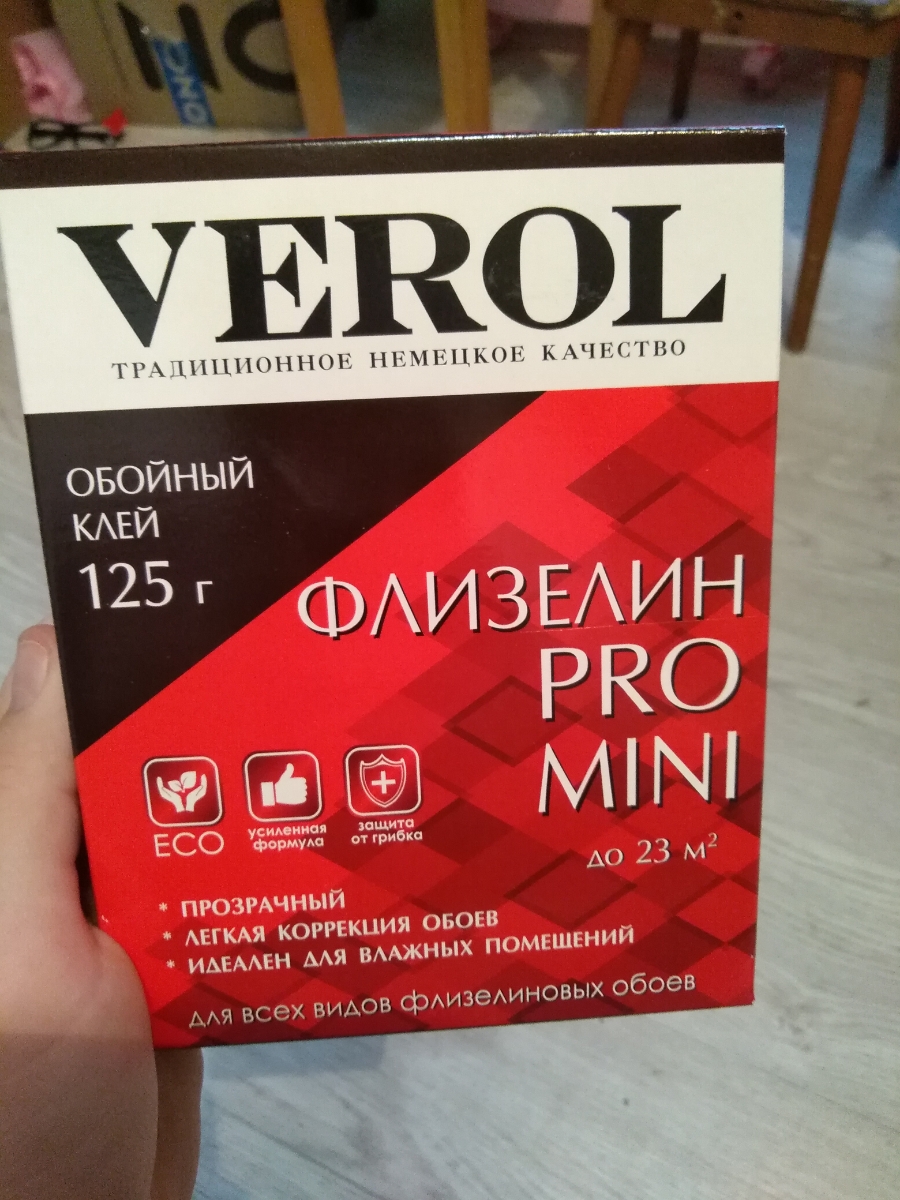 VEROL
ТРАДИЦИОННОЕ НЕМЕЦКОЕ КАЧЕСТВО
ОБОЙНЫЙ
КЛЕЙ
125 г
ФЛИЗЕЛИН
PRO
MINI
до 23 м²
ECO
усиленная
формула
защита
от грибка
* ПРОЗРАЧНЫЙ
* ЛЕГКАЯ КОРРЕКЦИЯ ОБОЕВ
* ИДЕАЛЕН ДЛЯ ВЛАЖНЫХ ПОМЕЩЕНИЙ
для всех видов флизелиновых обоев